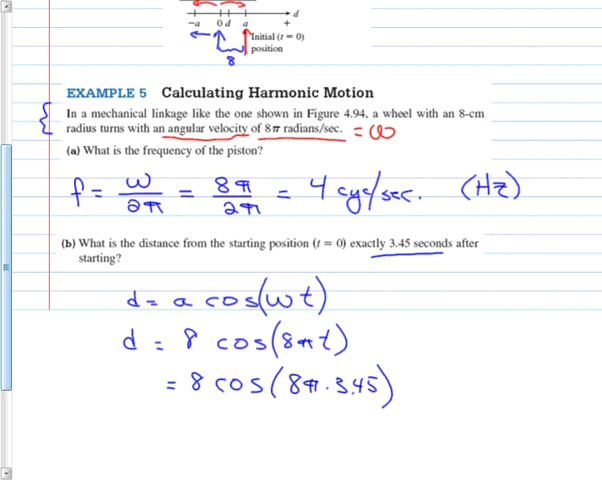 d
−a 0 d a +
Initial (t = 0)
position
8
EXAMPLE 5 Calculating Harmonic Motion
In a mechanical linkage like the one shown in Figure 4.94, a wheel with an 8-cm
radius turns with an angular velocity of 8π radians/sec. = ω
(a) What is the frequency of the piston?
f = ω/2π = 8π/2π = 4 cyc/sec. (Hz)
(b) What is the distance from the starting position (t = 0) exactly 3.45 seconds after
starting?
d = a cos(ωt)
d = 8 cos(8πt)
= 8 cos(8π · 3.45)